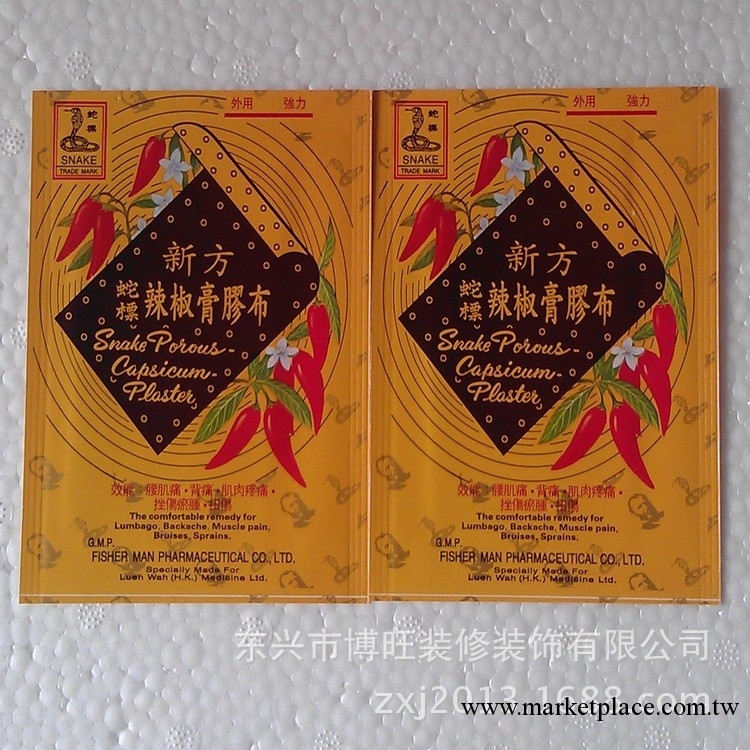 外用 強力
蛇標
SNAKE
TRADE MARK
新方
蛇標 辣椒膏膠布
Snake Porous-
Capsicum-
Plaster
效能：腰肌痛·背痛·肌肉疼痛·
挫傷瘀腫·扭傷
The comfortable remedy for
Lumbago, Backache, Muscle pain,
Bruises, Sprains.
G.M.P.
FISHER MAN PHARMACEUTICAL CO., LTD.
Specially Made For
Luen Wah (H.K.) Medicine Ltd.
外用 強力
蛇標
SNAKE
TRADE MARK
新方
蛇標 辣椒膏膠布
Snake Porous-
Capsicum-
Plaster
效能：腰肌痛·背痛·肌肉疼痛·
挫傷瘀腫·扭傷
The comfortable remedy for
Lumbago, Backache, Muscle pain,
Bruises, Sprains.
G.M.P.
FISHER MAN PHARMACEUTICAL CO., LTD.
Specially Made For
Luen Wah (H.K.) Medicine Ltd.
东兴市博旺装修装饰有限公司
zxj2013.1688.com
www.marketplace.com.tw